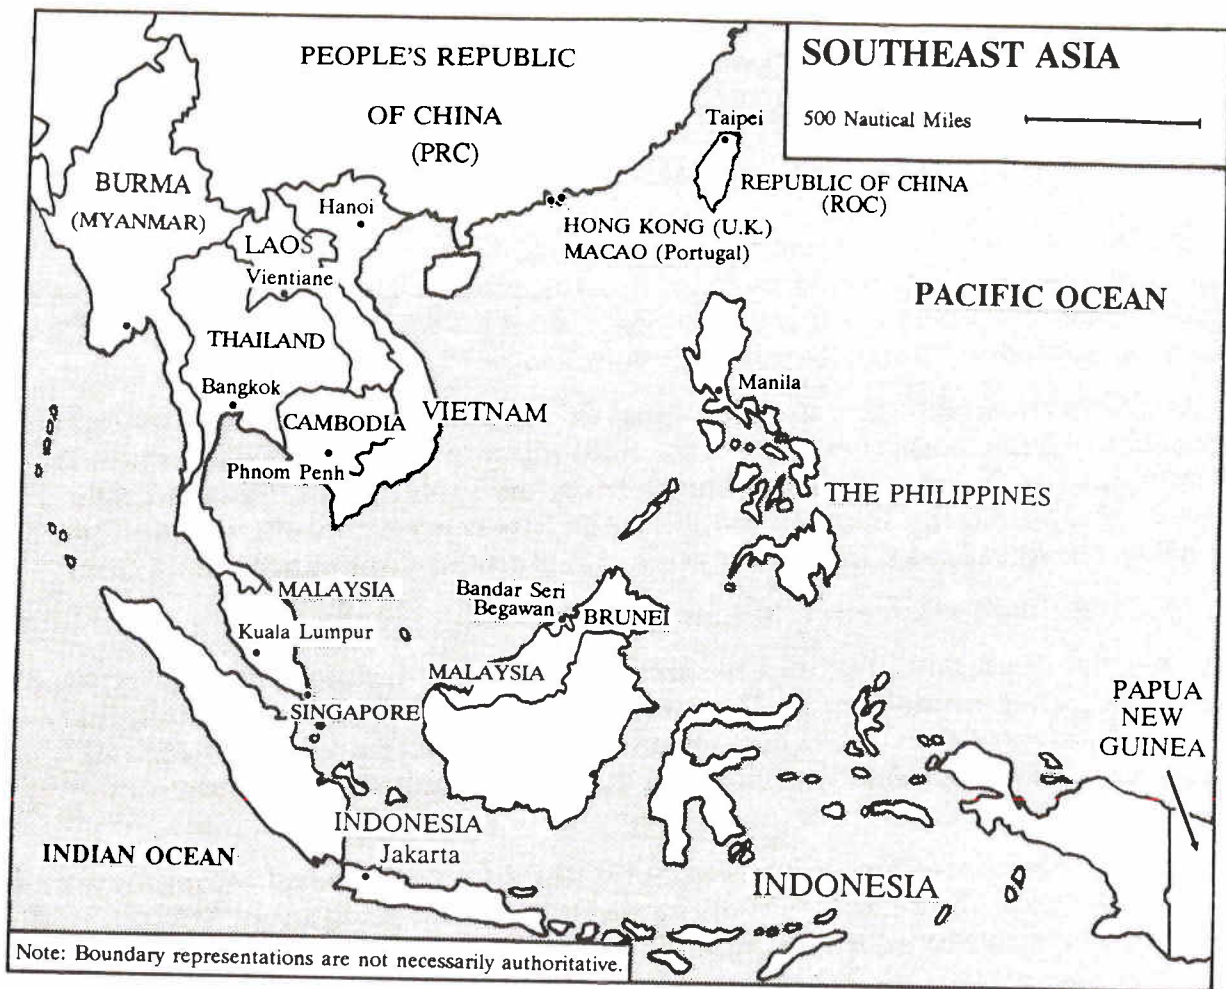 PEOPLE'S REPUBLIC
OF CHINA
(PRC)
SOUTHEAST ASIA
500 Nautical Miles
Taipei
REPUBLIC OF CHINA
(ROC)
BURMA
(MYANMAR)
Hanoi
LAOS
Vientiane
HONG KONG (U.K.)
MACAO (Portugal)
PACIFIC OCEAN
THAILAND
Bangkok
CAMBODIA
VIETNAM
Phnom Penh
Manila
THE PHILIPPINES
MALAYSIA
Kuala Lumpur
Bandar Seri
Begawan
BRUNEI
MALAYSIA
SINGAPORE
PAPUA
NEW
GUINEA
INDONESIA
Jakarta
INDIAN OCEAN
INDONESIA
Note: Boundary representations are not necessarily authoritative.